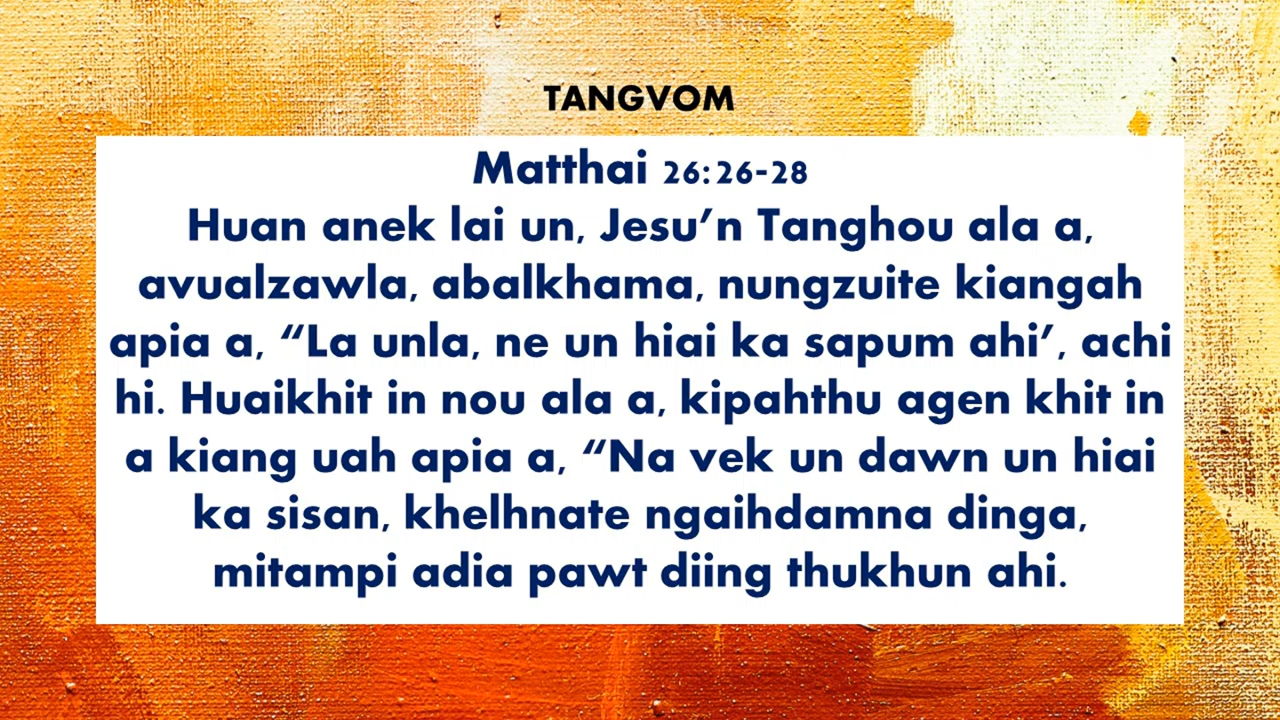 TANGVOM
Matthai 26:26-28
Huan anek lai un, Jesu’n Tanghou ala a,
avualzawla, abalkhama, nungzuite kiangah
apia a, “La unla, ne un hiai ka sapum ahi’, achi
hi. Huaikhit in nou ala a, kipahthu agen khit in
a kiang uah apia a, “Na vek un dawn un hiai
ka sisan, khelhnate ngaihdamna dinga,
mitampi adia pawt diing thukhun ahi.